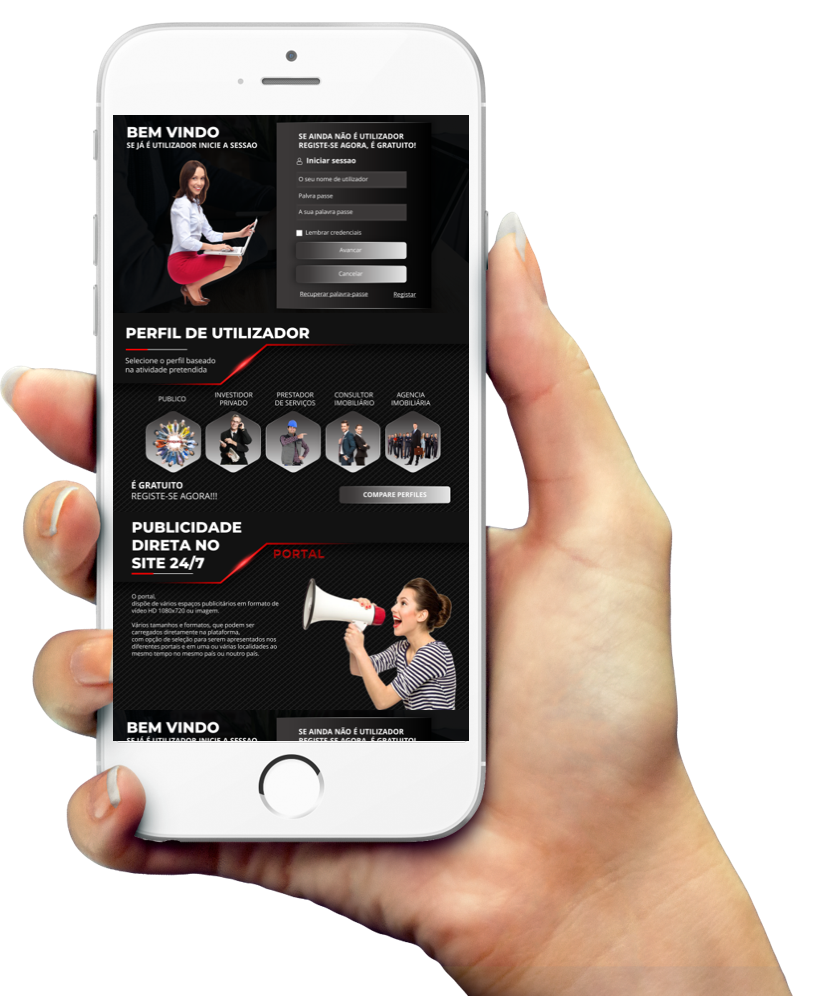 BEM VINDO
SE JÁ É UTILIZADOR INICIE A SESSAO
SE AINDA NÃO É UTILIZADOR
REGISTE-SE AGORA, É GRATUITO!
Iniciar sessao
O seu nome de utilizador
Palvra passe
A sua palavra passe
Lembrar credenciais
Avancar
Cancelar
Recuperar palavra-passe
Registar
PERFIL DE UTILIZADOR
Selecione o perfil baseado
na atividade pretendida
PUBLICO
INVESTIDOR
PRIVADO
PRESTADOR
DE SERVIÇOS
CONSULTOR
IMOBILIÁRIO
AGENCIA
IMOBILIÁRIA
É GRATUITO
REGISTE-SE AGORA!!!
COMPARE PERFILES
PUBLICIDADE
DIRETA NO
SITE 24/7
PORTAL
O portal,
dispõe de vários espaços publicitários em formato de
vídeo HD 1080x720 ou imagem.
Vários tamanhos e formatos, que podem ser
carregados diretamente na plataforma,
com opção de seleção para serem apresentados nos
diferentes portais e em uma ou várias localidades ao
mesmo tempo no mesmo país ou noutro país.
BEM VINDO
SE JÁ É UTILIZADOR INICIE A SESSAO
SE AINDA NÃO É UTILIZADOR
REGISTE-SE AGORA, É GRATUITO!